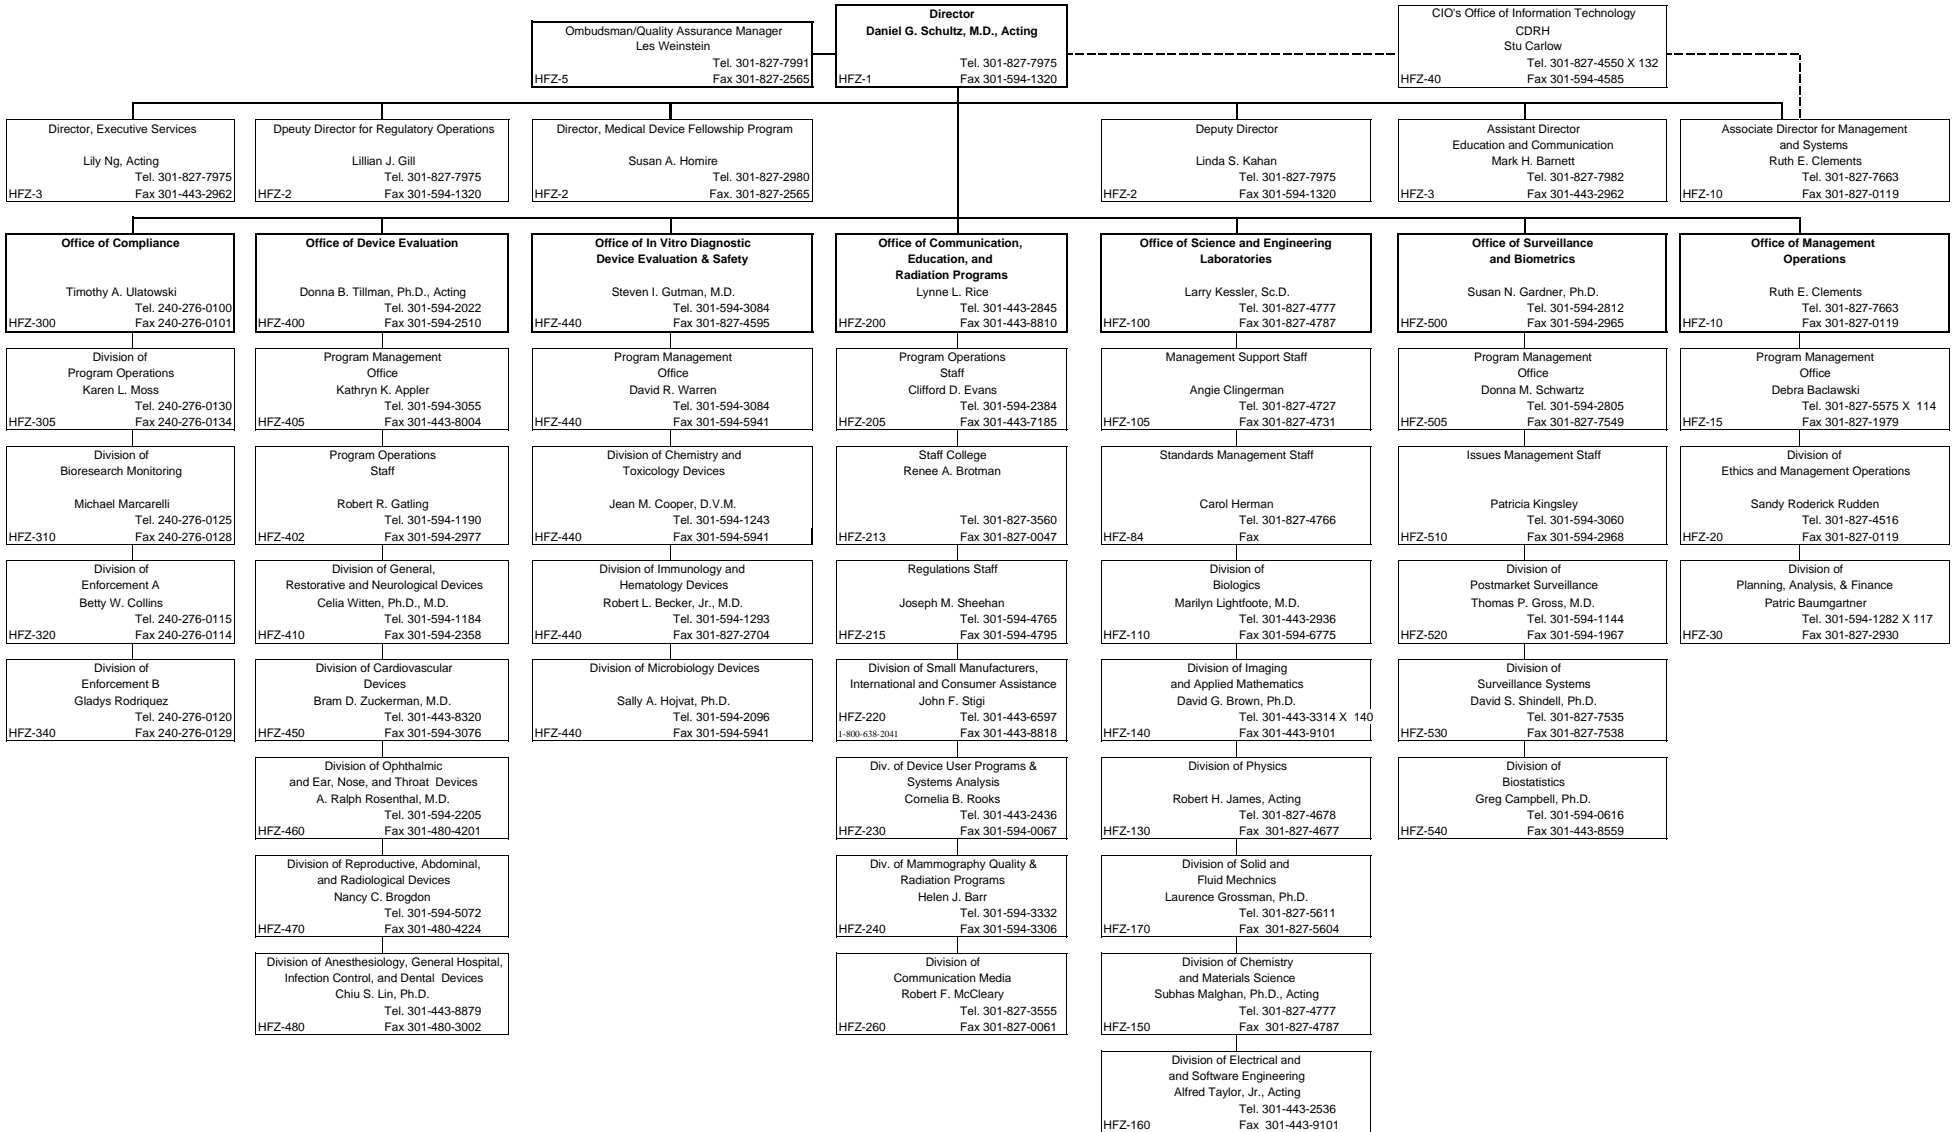 Director
Daniel G. Schultz, M.D., Acting
Tel. 301-827-7975
HFZ-1 Fax 301-594-1320
Ombudsman/Quality Assurance Manager
Les Weinstein
Tel. 301-827-7991
HFZ-5 Fax 301-827-2565
CIO's Office of Information Technology
CDRH
Stu Carlow
Tel. 301-827-4550 X 132
HFZ-40 Fax 301-594-4585
Director, Executive Services
Lily Ng, Acting
Tel. 301-827-7975
HFZ-3 Fax 301-443-2962
Dpeuty Director for Regulatory Operations
Lillian J. Gill
Tel. 301-827-7975
HFZ-2 Fax 301-594-1320
Director, Medical Device Fellowship Program
Susan A. Homire
Tel. 301-827-2980
HFZ-2 Fax. 301-827-2565
Deputy Director
Linda S. Kahan
Tel. 301-827-7975
HFZ-2 Fax 301-594-1320
Assistant Director
Education and Communication
Mark H. Barnett
Tel. 301-827-7982
HFZ-3 Fax 301-443-2962
Associate Director for Management
and Systems
Ruth E. Clements
Tel. 301-827-7663
HFZ-10 Fax 301-827-0119
Office of Compliance
Timothy A. Ulatowski
Tel. 240-276-0100
HFZ-300 Fax 240-276-0101
Division of
Program Operations
Karen L. Moss
Tel. 240-276-0130
HFZ-305 Fax 240-276-0134
Division of
Bioresearch Monitoring
Michael Marcarelli
Tel. 240-276-0125
HFZ-310 Fax 240-276-0128
Division of
Enforcement A
Betty W. Collins
Tel. 240-276-0115
HFZ-320 Fax 240-276-0114
Division of
Enforcement B
Gladys Rodriquez
Tel. 240-276-0120
HFZ-340 Fax 240-276-0129
Office of Device Evaluation
Donna B. Tillman, Ph.D., Acting
Tel. 301-594-2022
HFZ-400 Fax 301-594-2510
Program Management
Office
Kathryn K. Appler
Tel. 301-594-3055
HFZ-405 Fax 301-443-8004
Program Operations
Staff
Robert R. Gatling
Tel. 301-594-1190
HFZ-402 Fax 301-594-2977
Division of General,
Restorative and Neurological Devices
Celia Witten, Ph.D., M.D.
Tel. 301-594-1184
HFZ-410 Fax 301-594-2358
Division of Cardiovascular
Devices
Bram D. Zuckerman, M.D.
Tel. 301-443-8320
HFZ-450 Fax 301-594-3076
Division of Ophthalmic
and Ear, Nose, and Throat Devices
A. Ralph Rosenthal, M.D.
Tel. 301-594-2205
HFZ-460 Fax 301-480-4201
Division of Reproductive, Abdominal,
and Radiological Devices
Nancy C. Brogdon
Tel. 301-594-5072
HFZ-470 Fax 301-480-4224
Division of Anesthesiology, General Hospital,
Infection Control, and Dental Devices
Chiu S. Lin, Ph.D.
Tel. 301-443-8879
HFZ-480 Fax 301-480-3002
Office of In Vitro Diagnostic
Device Evaluation & Safety
Steven I. Gutman, M.D.
Tel. 301-594-3084
HFZ-440 Fax 301-827-4595
Program Management
Office
David R. Warren
Tel. 301-594-3084
HFZ-440 Fax 301-594-5941
Division of Chemistry and
Toxicology Devices
Jean M. Cooper, D.V.M.
Tel. 301-594-1243
HFZ-440 Fax 301-594-5941
Division of Immunology and
Hematology Devices
Robert L. Becker, Jr., M.D.
Tel. 301-594-1293
HFZ-440 Fax 301-827-2704
Division of Microbiology Devices
Sally A. Hojvat, Ph.D.
Tel. 301-594-2096
HFZ-440 Fax 301-594-5941
Office of Communication,
Education, and
Radiation Programs
Lynne L. Rice
Tel. 301-443-2845
HFZ-200 Fax 301-443-8810
Program Operations
Staff
Clifford D. Evans
Tel. 301-594-2384
HFZ-205 Fax 301-443-7185
Staff College
Renee A. Brotman
Tel. 301-827-3560
HFZ-213 Fax 301-827-0047
Regulations Staff
Joseph M. Sheehan
Tel. 301-594-4765
HFZ-215 Fax 301-594-4795
Division of Small Manufacturers,
International and Consumer Assistance
John F. Stigi
HFZ-220 Tel. 301-443-6597
1-800-638-2041 Fax 301-443-8818
Div. of Device User Programs &
Systems Analysis
Cornelia B. Rooks
Tel. 301-443-2436
HFZ-230 Fax 301-594-0067
Div. of Mammography Quality &
Radiation Programs
Helen J. Barr
Tel. 301-594-3332
HFZ-240 Fax 301-594-3306
Division of
Communication Media
Robert F. McCleary
Tel. 301-827-3555
HFZ-260 Fax 301-827-0061
Office of Science and Engineering
Laboratories
Larry Kessler, Sc.D.
Tel. 301-827-4777
HFZ-100 Fax 301-827-4787
Management Support Staff
Angie Clingerman
Tel. 301-827-4727
HFZ-105 Fax 301-827-4731
Standards Management Staff
Carol Herman
Tel. 301-827-4766
HFZ-84 Fax
Division of
Biologics
Marilyn Lightfoote, M.D.
Tel. 301-443-2936
HFZ-110 Fax 301-594-6775
Division of Imaging
and Applied Mathematics
David G. Brown, Ph.D.
Tel. 301-443-3314 X 140
HFZ-140 Fax 301-443-9101
Division of Physics
Robert H. James, Acting
Tel. 301-827-4678
HFZ-130 Fax 301-827-4677
Division of Solid and
Fluid Mechnics
Laurence Grossman, Ph.D.
Tel. 301-827-5611
HFZ-170 Fax 301-827-5604
Division of Chemistry
and Materials Science
Subhas Malghan, Ph.D., Acting
Tel. 301-827-4777
HFZ-150 Fax 301-827-4787
Division of Electrical and
and Software Engineering
Alfred Taylor, Jr., Acting
Tel. 301-443-2536
HFZ-160 Fax 301-443-9101
Office of Surveillance
and Biometrics
Susan N. Gardner, Ph.D.
Tel. 301-594-2812
HFZ-500 Fax 301-594-2965
Program Management
Office
Donna M. Schwartz
Tel. 301-594-2805
HFZ-505 Fax 301-827-7549
Issues Management Staff
Patricia Kingsley
Tel. 301-594-3060
HFZ-510 Fax 301-594-2968
Division of
Postmarket Surveillance
Thomas P. Gross, M.D.
Tel. 301-594-1144
HFZ-520 Fax 301-594-1967
Division of
Surveillance Systems
David S. Shindell, Ph.D.
Tel. 301-827-7535
HFZ-530 Fax 301-827-7538
Division of
Biostatistics
Greg Campbell, Ph.D.
Tel. 301-594-0616
HFZ-540 Fax 301-443-8559
Office of Management
Operations
Ruth E. Clements
Tel. 301-827-7663
HFZ-10 Fax 301-827-0119
Program Management
Office
Debra Baclawski
Tel. 301-827-5575 X 114
HFZ-15 Fax 301-827-1979
Division of
Ethics and Management Operations
Sandy Roderick Rudden
Tel. 301-827-4516
HFZ-20 Fax 301-827-0119
Division of
Planning, Analysis, & Finance
Patric Baumgartner
Tel. 301-594-1282 X 117
HFZ-30 Fax 301-827-2930